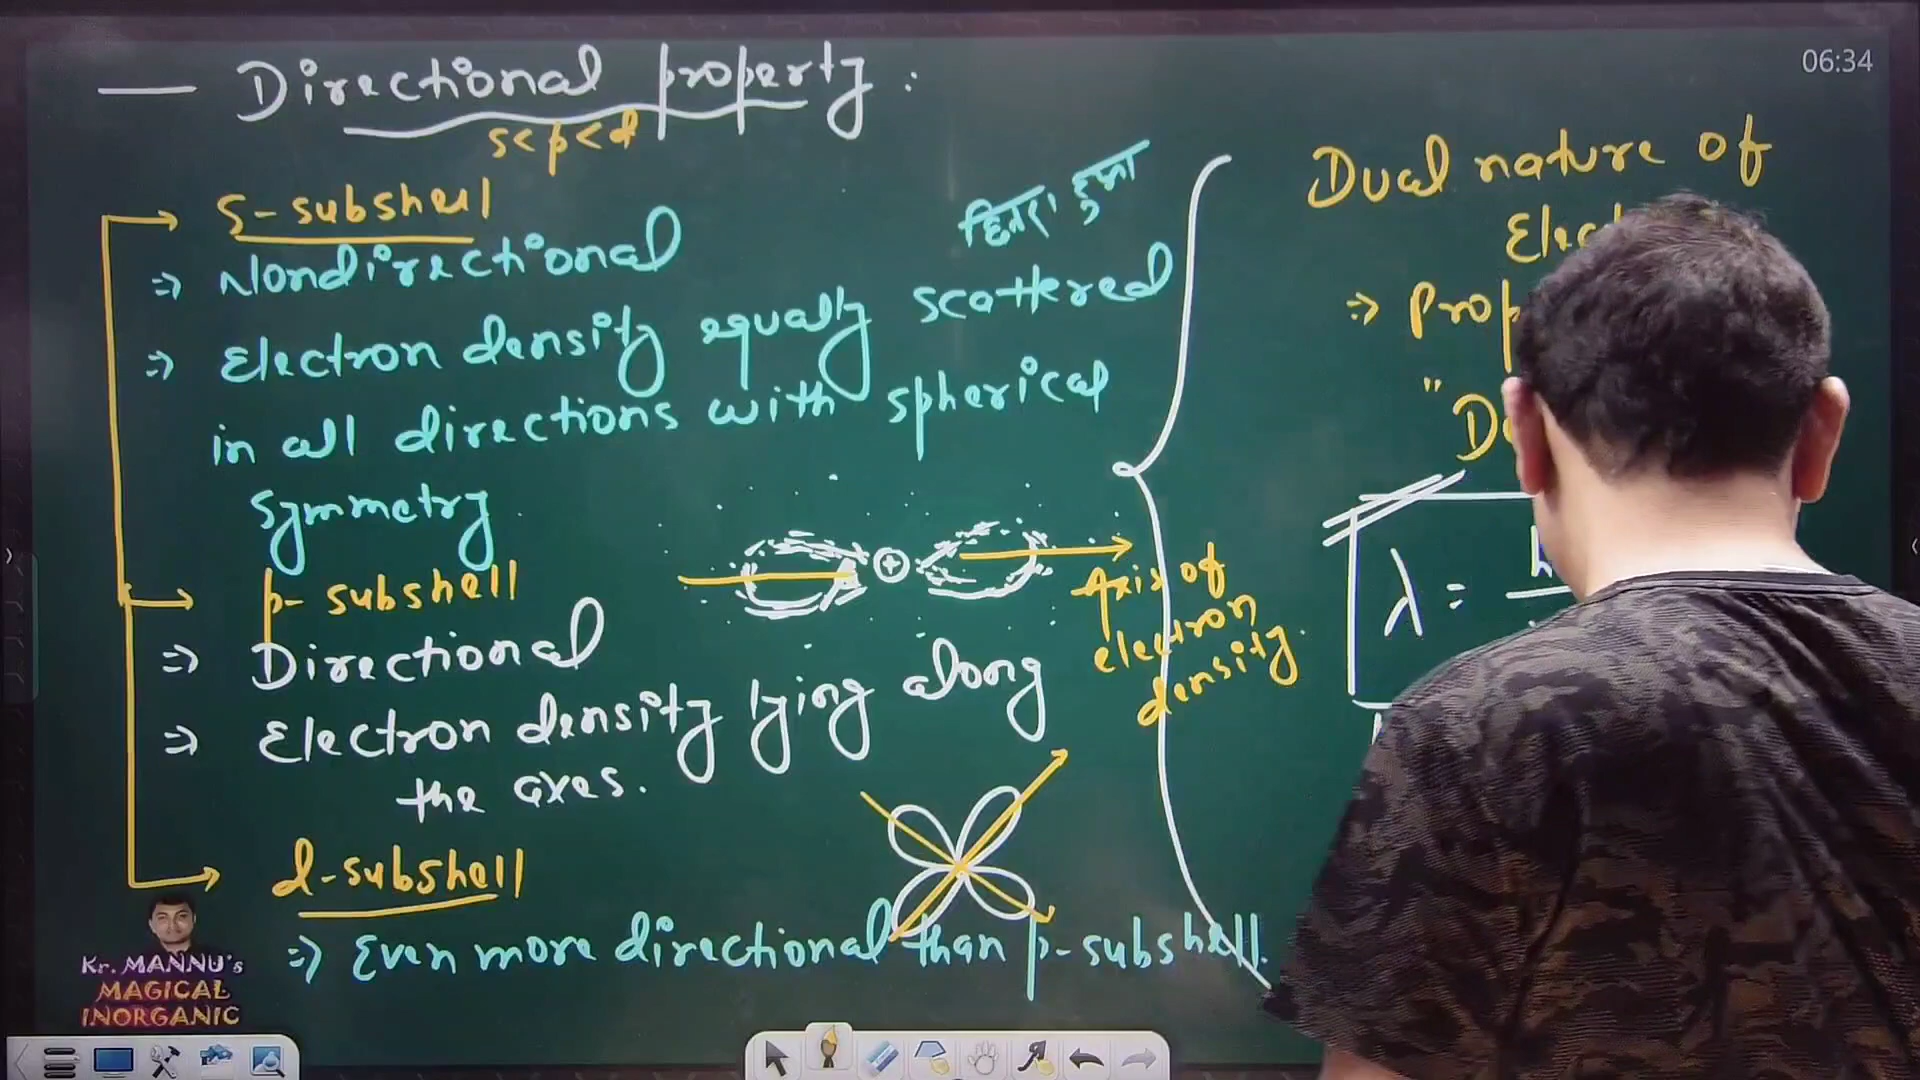 06:34
— Directional property :
s < p < d
s-subshell
⇒ Nondirectional
छितरा हुआ
⇒ Electron density equally scattered
in all directions with spherical
symmetry.
p-subshell
⇒ Directional
⇒ Electron density lying along
the axes.
+
Axis of
electron
density.
d-subshell
⇒ Even more directional than p-subshell.
Dual nature of
⇒
λ =
Kr. MANNU's
MAGICAL
INORGANIC